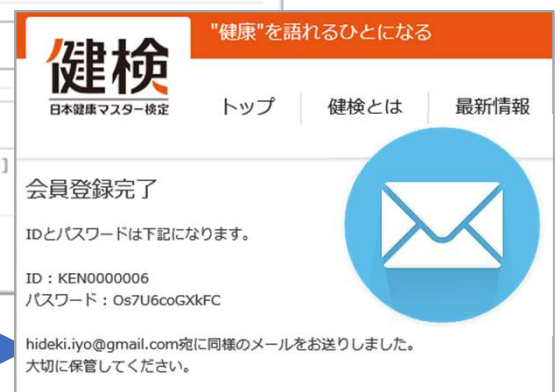 "健康"を語れるひとになる
健検
日本健康マスター検定
トップ
健検とは
最新情報
]
会員登録完了
IDとパスワードは下記になります。
ID：KEN0000006
パスワード：Os7U6coGXkFC
hideki.iyo@gmail.com宛に同様のメールをお送りしました。
大切に保管してください。